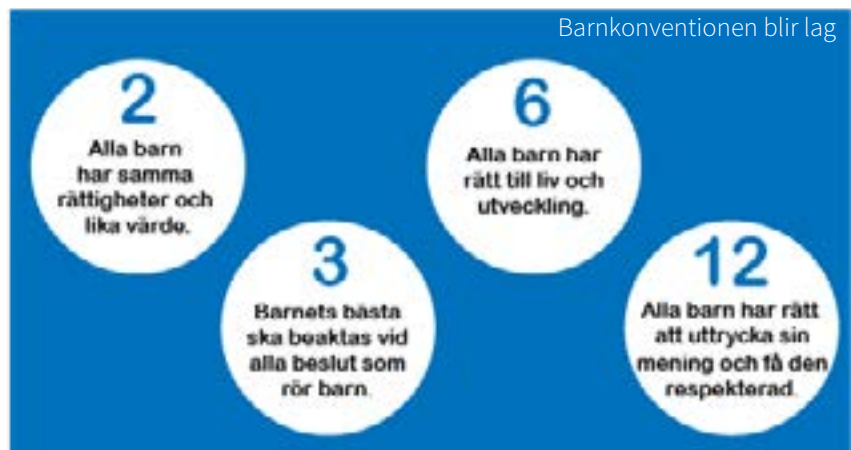 Barnkonventionen blir lag
2
Alla barn
har samma
rättigheter och
lika värde.
3
Barnets bästa
ska beaktas vid
alla beslut som
rör barn.
6
Alla barn har
rätt till liv och
utveckling.
12
Alla barn har rätt
att uttrycka sin
mening och få den
respekterad.